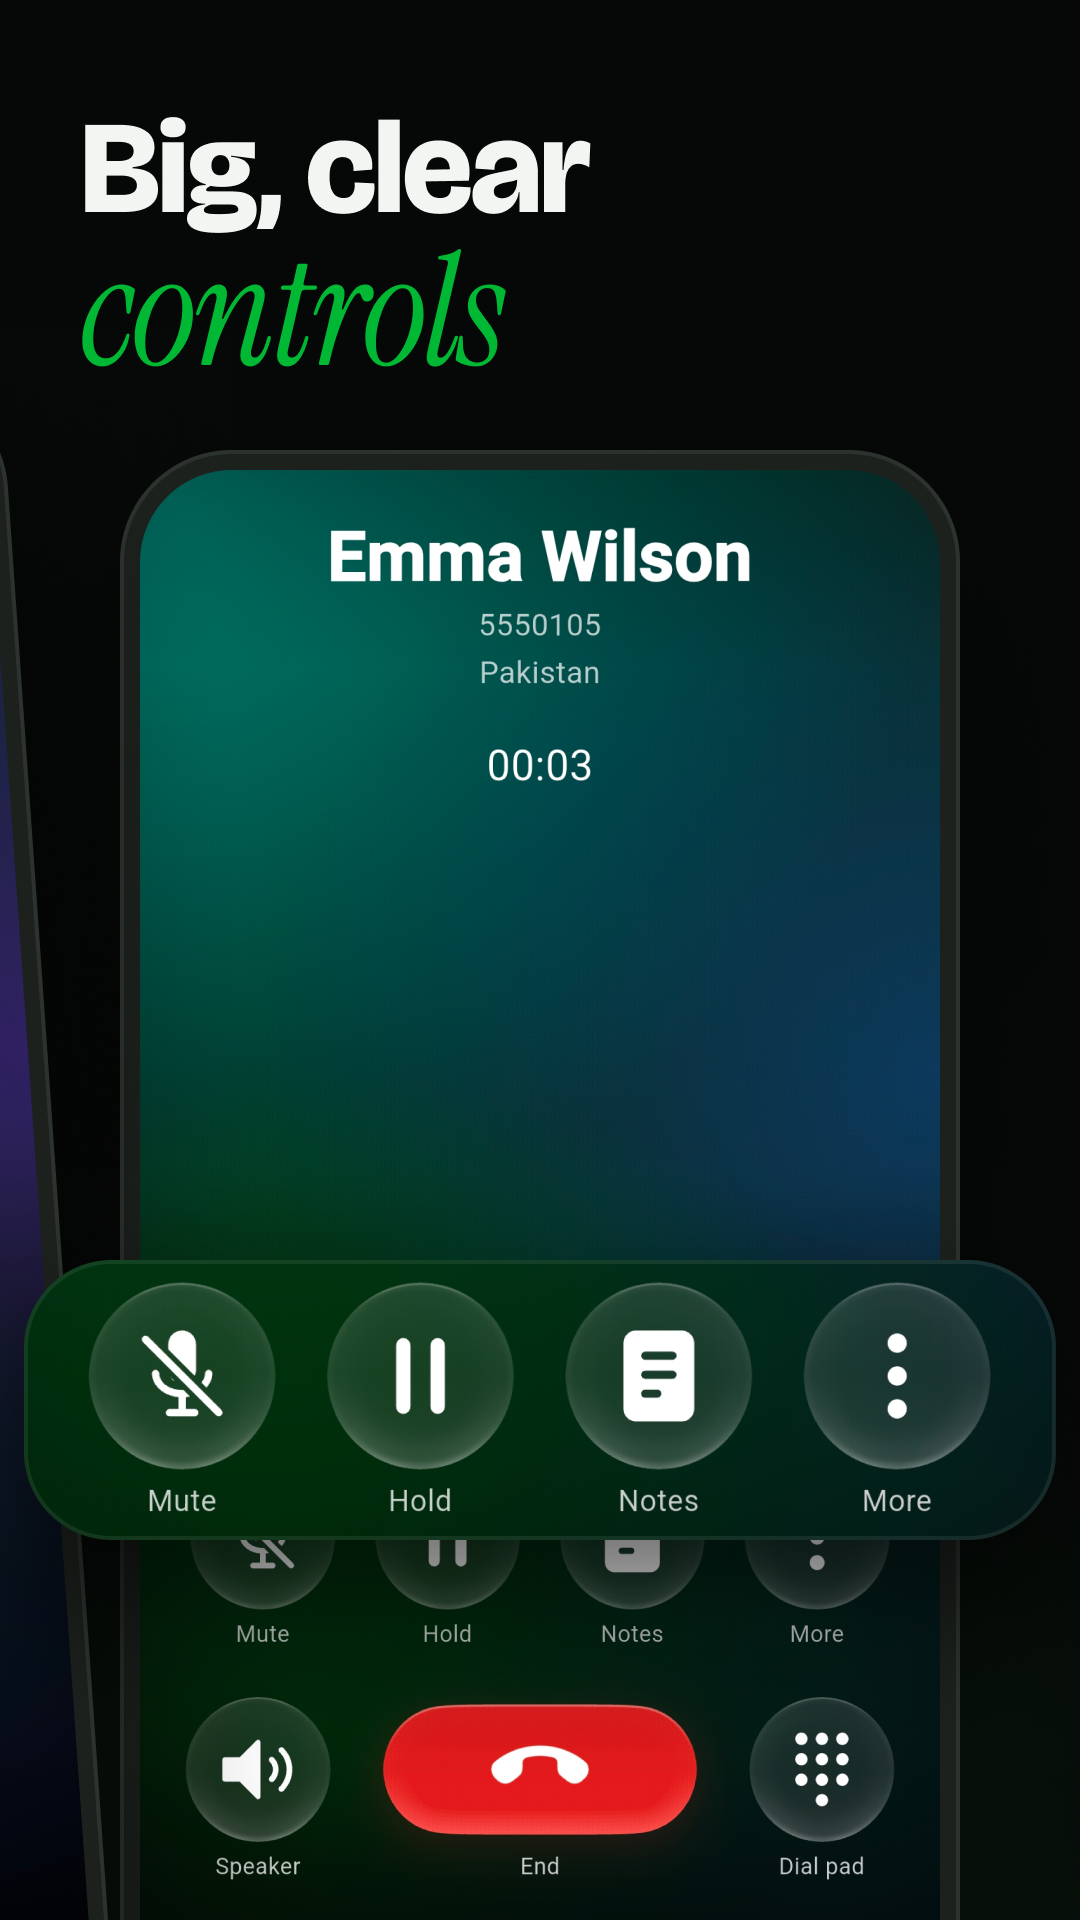 Big, clear
controls
Emma Wilson
5550105
Pakistan
00:03
Mute Hold Notes More
Mute Hold Notes More
Speaker End Dial pad